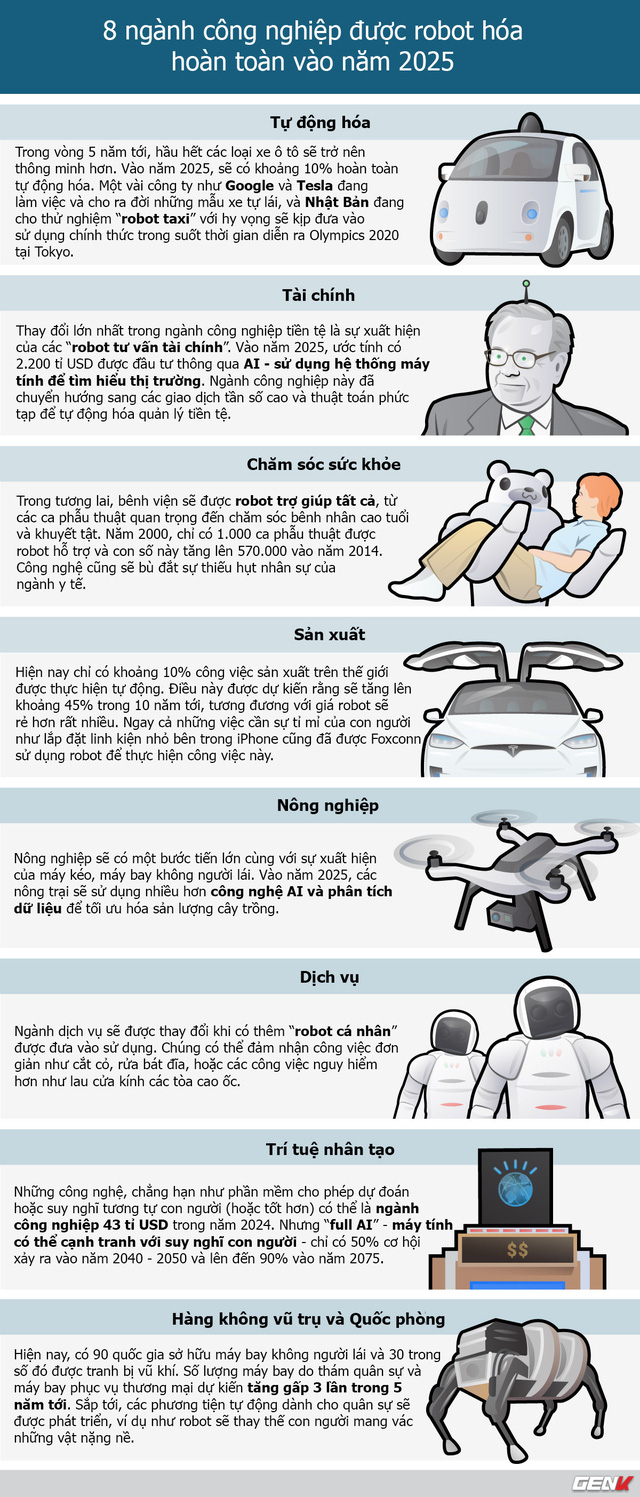 8 ngành công nghiệp được robot hóa
hoàn toàn vào năm 2025
Tự động hóa
Trong vòng 5 năm tới, hầu hết các loại xe ô tô sẽ trở nên
thông minh hơn. Vào năm 2025, sẽ có khoảng 10% hoàn toàn
tự động hóa. Một vài công ty như Google và Tesla đang
làm việc và cho ra đời những mẫu xe tự lái, và Nhật Bản đang
cho thử nghiệm “robot taxi” với hy vọng sẽ kịp đưa vào
sử dụng chính thức trong suốt thời gian diễn ra Olympics 2020
tại Tokyo.
Tài chính
Thay đổi lớn nhất trong ngành công nghiệp tiền tệ là sự xuất hiện
của các “robot tư vấn tài chính”. Vào năm 2025, ước tính có
2.200 tỉ USD được đầu tư thông qua AI - sử dụng hệ thống máy
tính để tìm hiểu thị trường. Ngành công nghiệp này đã
chuyển hướng sang các giao dịch tần số cao và thuật toán phức
tạp để tự động hóa quản lý tiền tệ.
Chăm sóc sức khỏe
Trong tương lai, bênh viện sẽ được robot trợ giúp tất cả, từ
các ca phẫu thuật quan trọng đến chăm sóc bênh nhân cao tuổi
và khuyết tật. Năm 2000, chỉ có 1.000 ca phẫu thuật được
robot hỗ trợ và con số này tăng lên 570.000 vào năm 2014.
Công nghệ cũng sẽ bù đắt sự thiếu hụt nhân sự của
ngành y tế.
Sản xuất
Hiện nay chỉ có khoảng 10% công việc sản xuất trên thế giới
được thực hiện tự động. Điều này được dự kiến rằng sẽ tăng lên
khoảng 45% trong 10 năm tới, tương đương với giá robot sẽ
rẻ hơn rất nhiều. Ngay cả những việc cần sự tỉ mỉ của con người
như lắp đặt linh kiện nhỏ bên trong iPhone cũng đã được Foxconn
sử dụng robot để thực hiện công việc này.
Nông nghiệp
Nông nghiệp sẽ có một bước tiến lớn cùng với sự xuất hiện
của máy kéo, máy bay không người lái. Vào năm 2025, các
nông trại sẽ sử dụng nhiều hơn công nghệ AI và phân tích
dữ liệu để tối ưu hóa sản lượng cây trồng.
Dịch vụ
Ngành dịch vụ sẽ được thay đổi khi có thêm “robot cá nhân”
được đưa vào sử dụng. Chúng có thể đảm nhận công việc đơn
giản như cắt cỏ, rửa bát đĩa, hoặc các công việc nguy hiểm
hơn như lau cửa kính các tòa cao ốc.
Trí tuệ nhân tạo
Những công nghệ, chẳng hạn như phần mềm cho phép dự đoán
hoặc suy nghĩ tương tự con người (hoặc tốt hơn) có thể là ngành
công nghiệp 43 tỉ USD trong năm 2024. Nhưng “full AI” - máy tính
có thể cạnh tranh với suy nghĩ con người - chỉ có 50% cơ hội
xảy ra vào năm 2040 - 2050 và lên đến 90% vào năm 2075.
$$
Hàng không vũ trụ và Quốc phòng
Hiện nay, có 90 quốc gia sở hữu máy bay không người lái và 30 trong
số đó được tranh bị vũ khí. Số lượng máy bay do thám quân sự và
máy bay phục vụ thương mại dự kiến tăng gấp 3 lần trong 5
năm tới. Sắp tới, các phương tiện tự động dành cho quân sự sẽ
được phát triển, ví dụ như robot sẽ thay thế con người mang vác
những vật nặng nề.
GENK